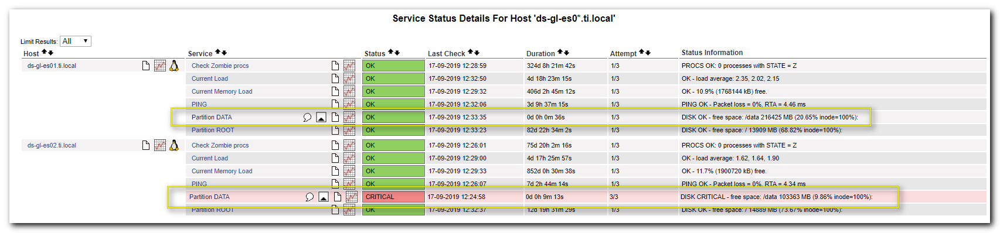 Service Status Details For Host 'ds-gl-es0*.ti.local'
Limit Results: All
Host Service Status Last Check Duration Attempt Status Information
ds-gl-es01.ti.local Check Zombie procs OK 17-09-2019 12:28:59 324d 8h 21m 42s 1/3 PROCS OK: 0 processes with STATE = Z
Current Load OK 17-09-2019 12:32:50 4d 18h 23m 15s 1/3 OK - load average: 2.35, 2.02, 2.15
Current Memory Load OK 17-09-2019 12:29:32 406d 2h 45m 12s 1/3 OK - 10.9% (1768144 kB) free.
PING OK 17-09-2019 12:32:06 3d 9h 37m 15s 1/3 PING OK - Packet loss = 0%, RTA = 4.46 ms
Partition DATA OK 17-09-2019 12:33:35 0d 0h 0m 36s 1/3 DISK OK - free space: /data 216425 MB (20.65% inode=100%):
Partition ROOT OK 17-09-2019 12:33:23 82d 22h 34m 2s 1/3 DISK OK - free space: / 13909 MB (68.82% inode=100%):
ds-gl-es02.ti.local Check Zombie procs OK 17-09-2019 12:26:01 75d 20h 2m 16s 1/3 PROCS OK: 0 processes with STATE = Z
Current Load OK 17-09-2019 12:29:00 4d 17h 25m 57s 1/3 OK - load average: 1.62, 1.64, 1.90
Current Memory Load OK 17-09-2019 12:29:33 852d 0h 30m 38s 1/3 OK - 11.7% (1900720 kB) free.
PING OK 17-09-2019 12:26:07 7d 2h 44m 14s 1/3 PING OK - Packet loss = 0%, RTA = 4.34 ms
Partition DATA CRITICAL 17-09-2019 12:24:58 0d 0h 9m 13s 3/3 DISK CRITICAL - free space: /data 103363 MB (9.86% inode=100%):
Partition ROOT OK 17-09-2019 12:32:37 12d 19h 31m 29s 1/3 DISK OK - free space: / 14889 MB (73.67% inode=100%):